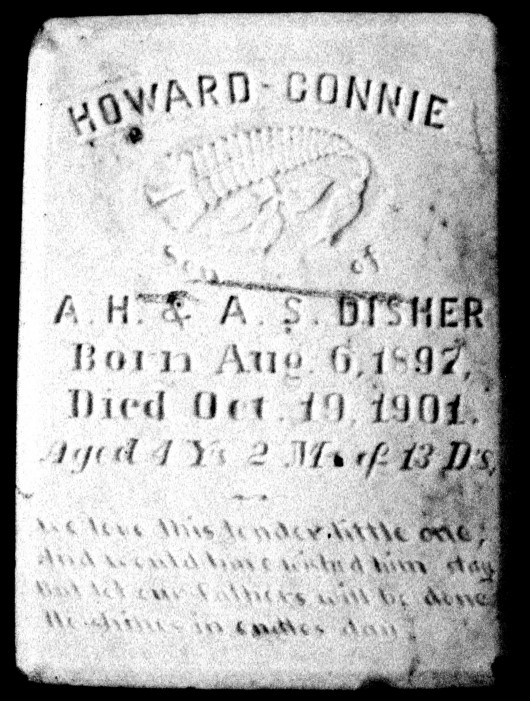 HOWARD-CONNIE
Son of
A. H. & A. S. DISHER
Born Aug. 6, 1897,
Died Oct. 19, 1901.
Aged 4 Ys 2 Ms & 13 D's,
We love this tender little one,
And would have wished him stay
But let our Fathers will be done
He shines in endles day.